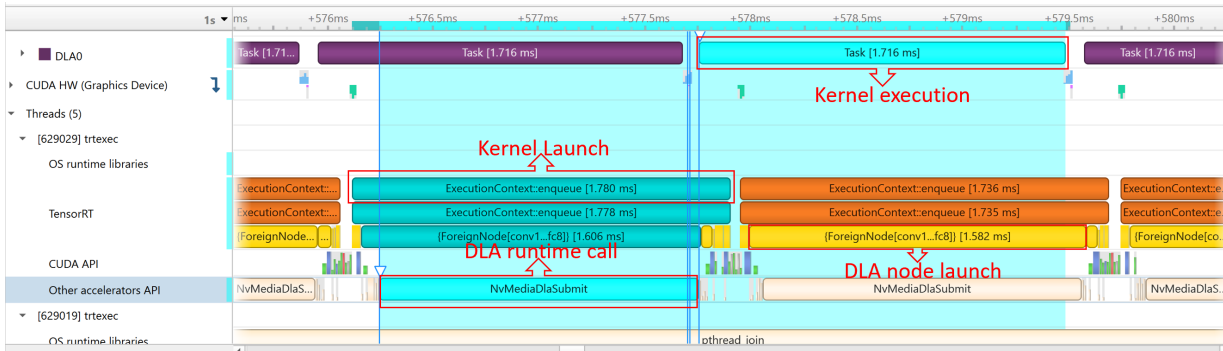 1s ▼ ms +576ms +576.5ms +577ms +577.5ms +578ms +578.5ms +579ms +579.5ms +580ms
DLA0 Task [1.71... Task [1.716 ms] Task [1.716 ms] Task [1.716 ms]
CUDA HW (Graphics Device)
Kernel execution
Threads (5)
[629029] trtexec
Kernel Launch
OS runtime libraries
ExecutionContext::... ExecutionContext::enqueue [1.780 ms] ExecutionContext::enqueue [1.736 ms] ExecutionContext::e
TensorRT ExecutionContext::... ExecutionContext::enqueue [1.778 ms] ExecutionContext::enqueue [1.735 ms] ExecutionContext::e
{ForeignNode... ... {ForeignNode[conv1...fc8]} [1.606 ms] {ForeignNode[conv1...fc8]} [1.582 ms] {ForeignNode[co...
DLA runtime call
CUDA API
DLA node launch
Other accelerators API NvMediaDlaS... NvMediaDlaSubmit NvMediaDlaSubmit NvMediaDlaS...
[629019] trtexec
OS runtime libraries pthread_join